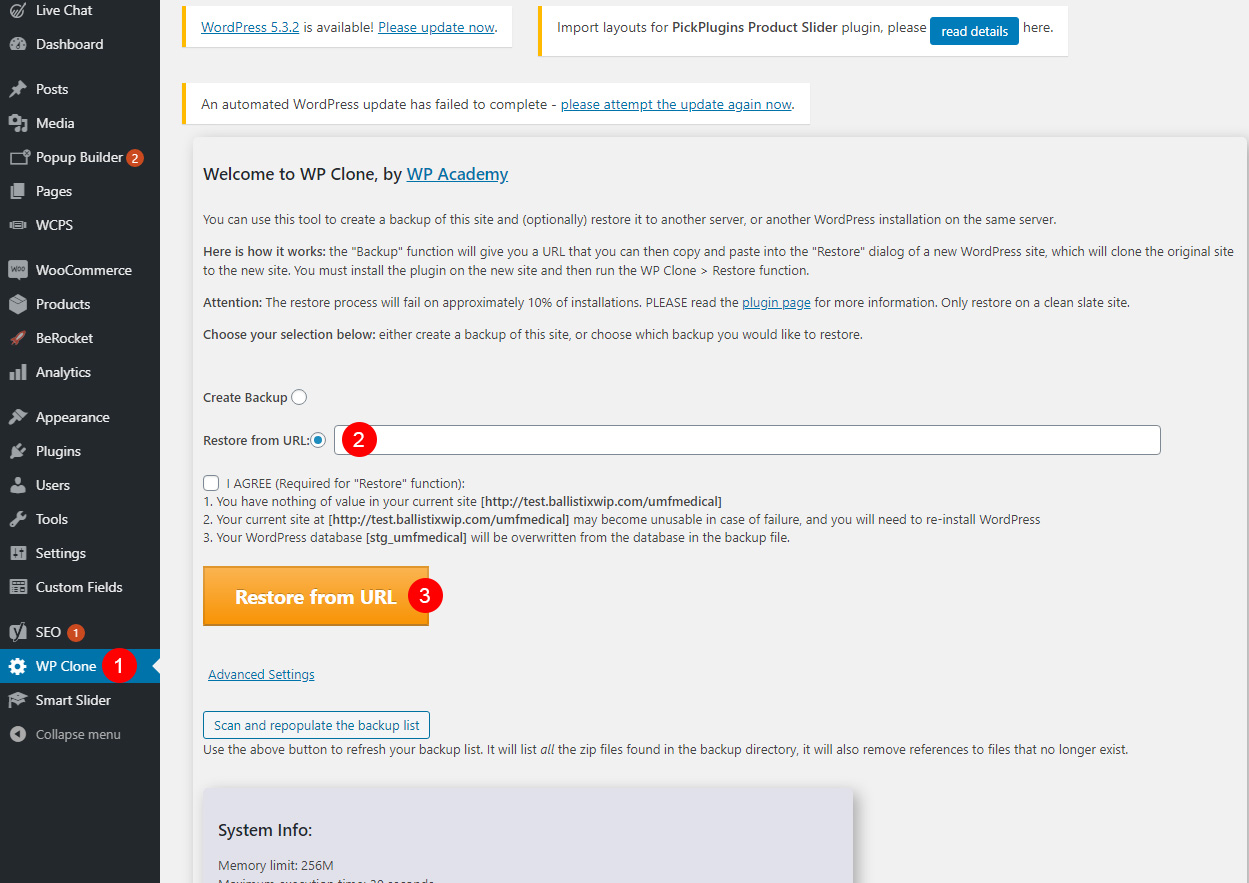 Live Chat
Dashboard
Posts
Media
Popup Builder 2
Pages
WCPS
WOO WooCommerce
Products
BeRocket
Analytics
Appearance
Plugins
Users
Tools
Settings
Custom Fields
SEO 1
WP Clone 1
Smart Slider
Collapse menu
WordPress 5.3.2 is available! Please update now.
Import layouts for PickPlugins Product Slider plugin, please read details here.
An automated WordPress update has failed to complete - please attempt the update again now.
Welcome to WP Clone, by WP Academy
You can use this tool to create a backup of this site and (optionally) restore it to another server, or another WordPress installation on the same server.
Here is how it works: the "Backup" function will give you a URL that you can then copy and paste into the "Restore" dialog of a new WordPress site, which will clone the original site
to the new site. You must install the plugin on the new site and then run the WP Clone > Restore function.
Attention: The restore process will fail on approximately 10% of installations. PLEASE read the plugin page for more information. Only restore on a clean slate site.
Choose your selection below: either create a backup of this site, or choose which backup you would like to restore.
Create Backup
Restore from URL: 2
I AGREE (Required for "Restore" function):
1. You have nothing of value in your current site [http://test.ballistixwip.com/umfmedical]
2. Your current site at [http://test.ballistixwip.com/umfmedical] may become unusable in case of failure, and you will need to re-install WordPress
3. Your WordPress database [stg_umfmedical] will be overwritten from the database in the backup file.
Restore from URL 3
Advanced Settings
Scan and repopulate the backup list
Use the above button to refresh your backup list. It will list all the zip files found in the backup directory, it will also remove references to files that no longer exist.
System Info:
Memory limit: 256M